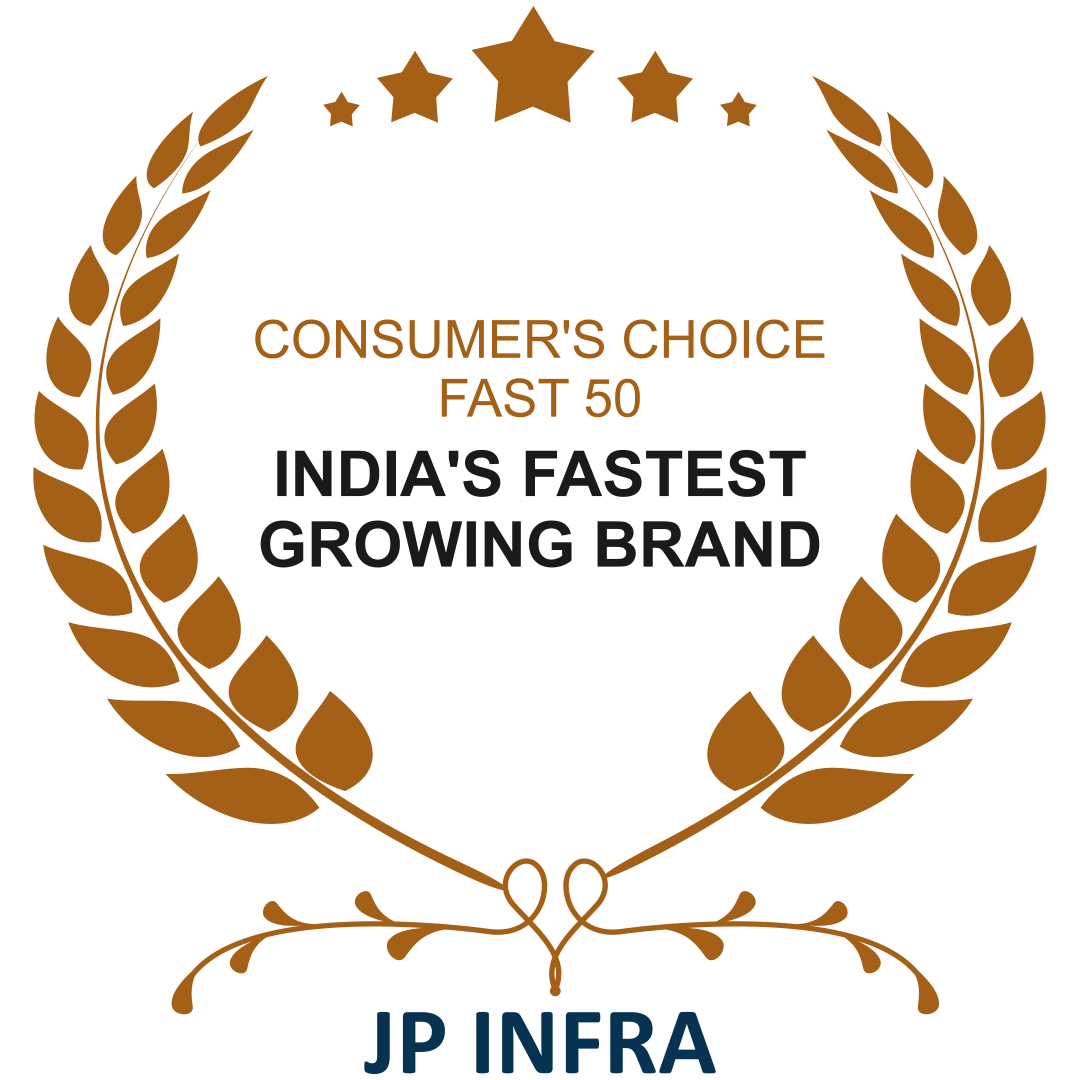 CONSUMER'S CHOICE
FAST 50
INDIA'S FASTEST
GROWING BRAND
JP INFRA